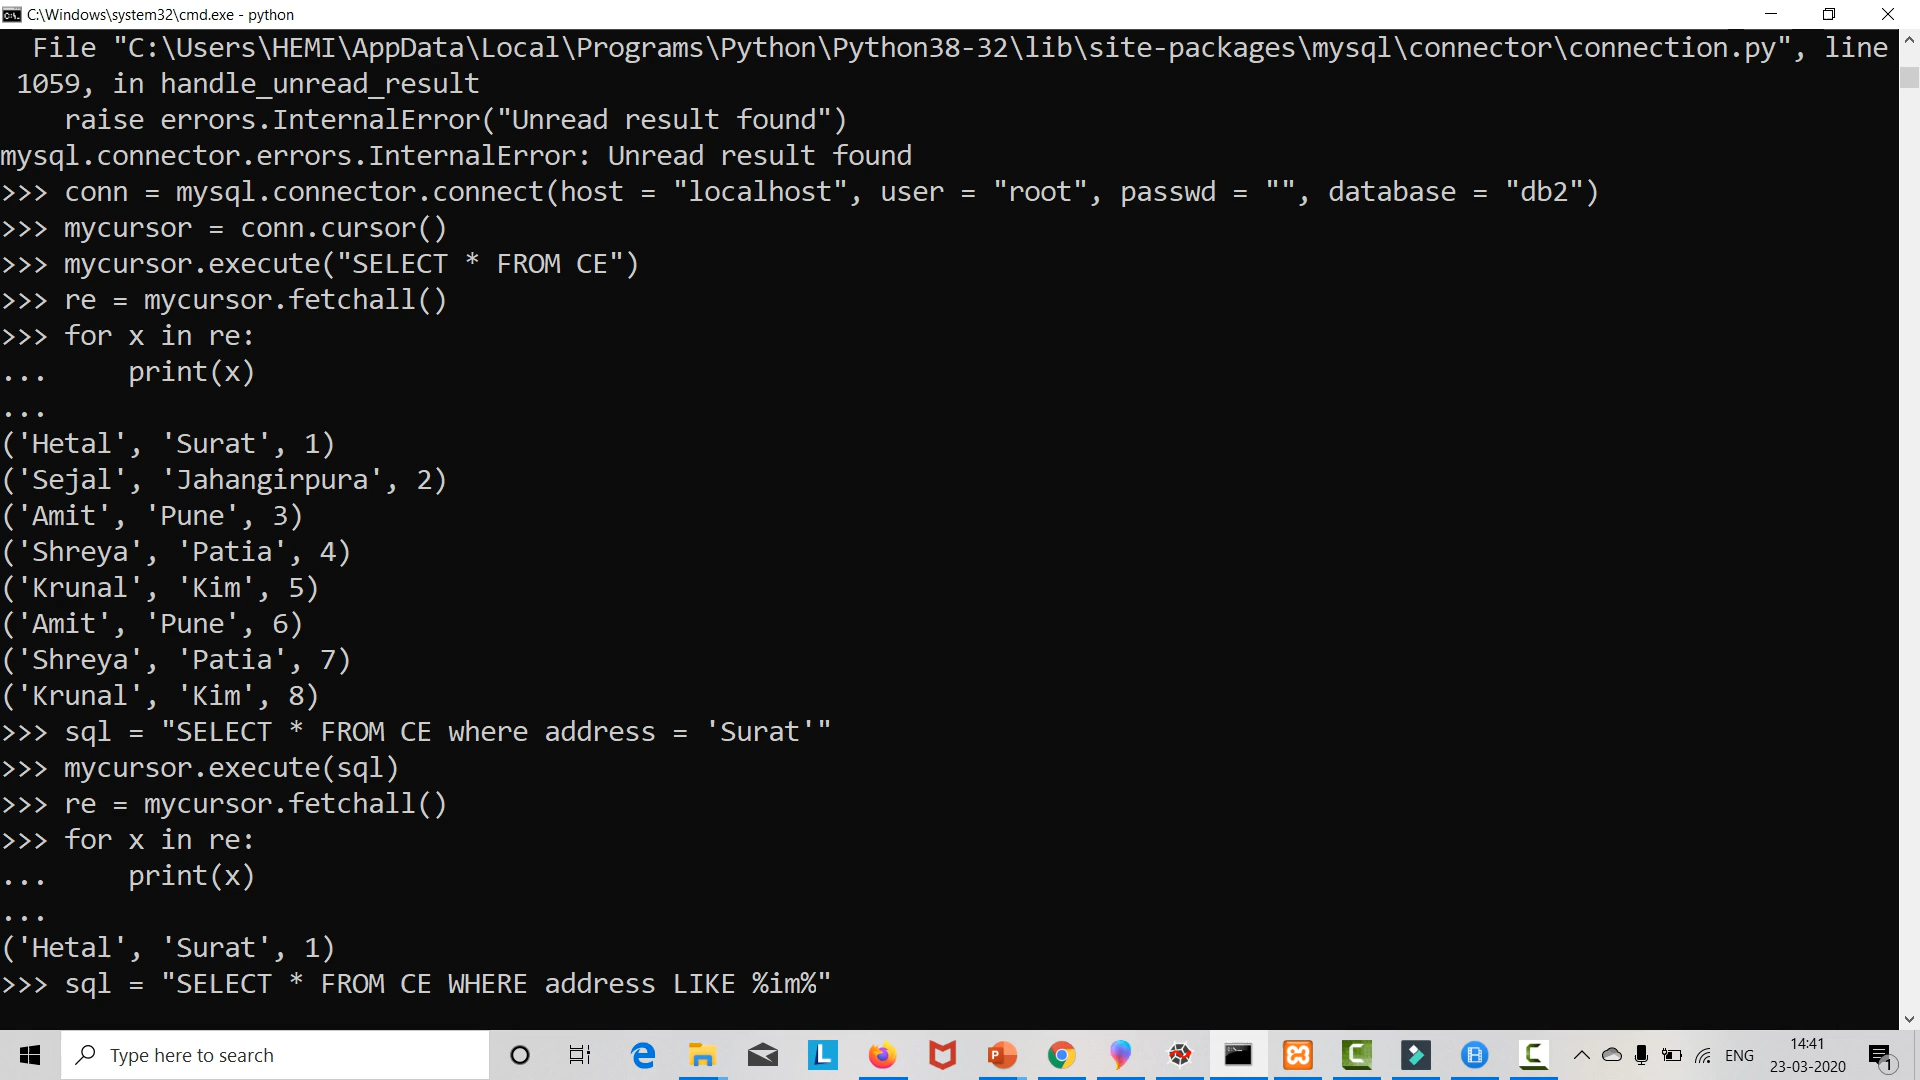 C:\Windows\system32\cmd.exe - python
File "C:\Users\HEMI\AppData\Local\Programs\Python\Python38-32\lib\site-packages\mysql\connector\connection.py", line
1059, in handle_unread_result
raise errors.InternalError("Unread result found")
mysql.connector.errors.InternalError: Unread result found
>>> conn = mysql.connector.connect(host = "localhost", user = "root", passwd = "", database = "db2")
>>> mycursor = conn.cursor()
>>> mycursor.execute("SELECT * FROM CE")
>>> re = mycursor.fetchall()
>>> for x in re:
...     print(x)
...
('Hetal', 'Surat', 1)
('Sejal', 'Jahangirpura', 2)
('Amit', 'Pune', 3)
('Shreya', 'Patia', 4)
('Krunal', 'Kim', 5)
('Amit', 'Pune', 6)
('Shreya', 'Patia', 7)
('Krunal', 'Kim', 8)
>>> sql = "SELECT * FROM CE where address = 'Surat'"
>>> mycursor.execute(sql)
>>> re = mycursor.fetchall()
>>> for x in re:
...     print(x)
...
('Hetal', 'Surat', 1)
>>> sql = "SELECT * FROM CE WHERE address LIKE %im%"
Type here to search
ENG
14:41
23-03-2020
1